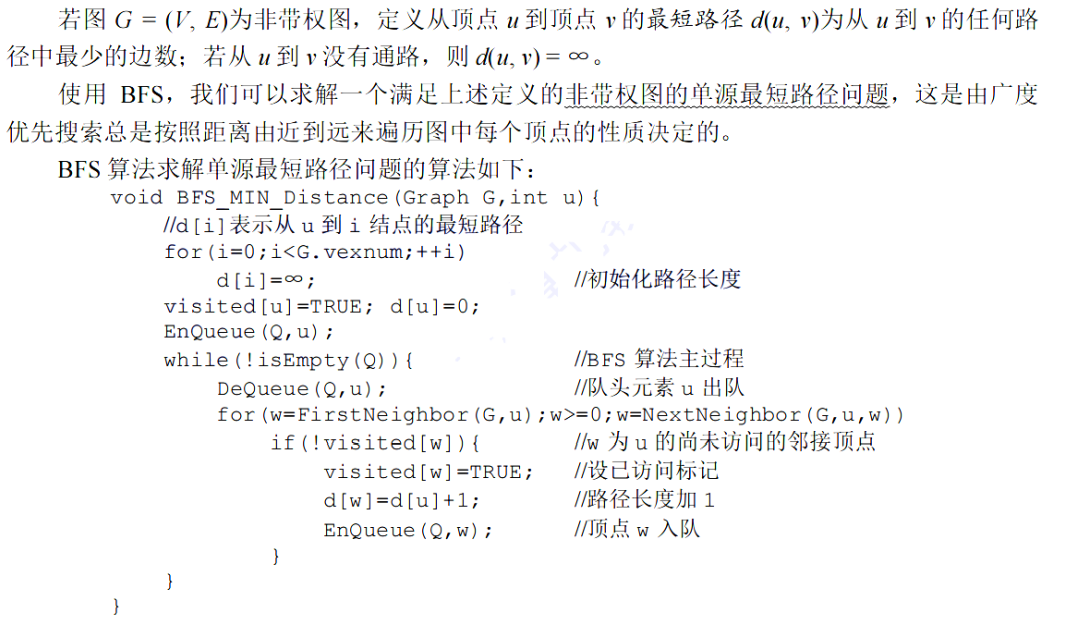 若图 G = (V, E)为非带权图，定义从顶点 u 到顶点 v 的最短路径 d(u, v)为从 u 到 v 的任何路
径中最少的边数；若从 u 到 v 没有通路，则 d(u, v) = ∞。
使用 BFS，我们可以求解一个满足上述定义的非带权图的单源最短路径问题，这是由广度
优先搜索总是按照距离由近到远来遍历图中每个顶点的性质决定的。
BFS 算法求解单源最短路径问题的算法如下：
void BFS_MIN_Distance(Graph G,int u){
//d[i]表示从 u 到 i 结点的最短路径
for(i=0;i<G.vexnum;++i)
d[i]=∞; //初始化路径长度
visited[u]=TRUE; d[u]=0;
EnQueue(Q,u);
while(!isEmpty(Q)){ //BFS 算法主过程
DeQueue(Q,u); //队头元素 u 出队
for(w=FirstNeighbor(G,u);w>=0;w=NextNeighbor(G,u,w))
if(!visited[w]){ //w 为 u 的尚未访问的邻接顶点
visited[w]=TRUE; //设已访问标记
d[w]=d[u]+1; //路径长度加 1
EnQueue(Q,w); //顶点 w 入队
}
}
}